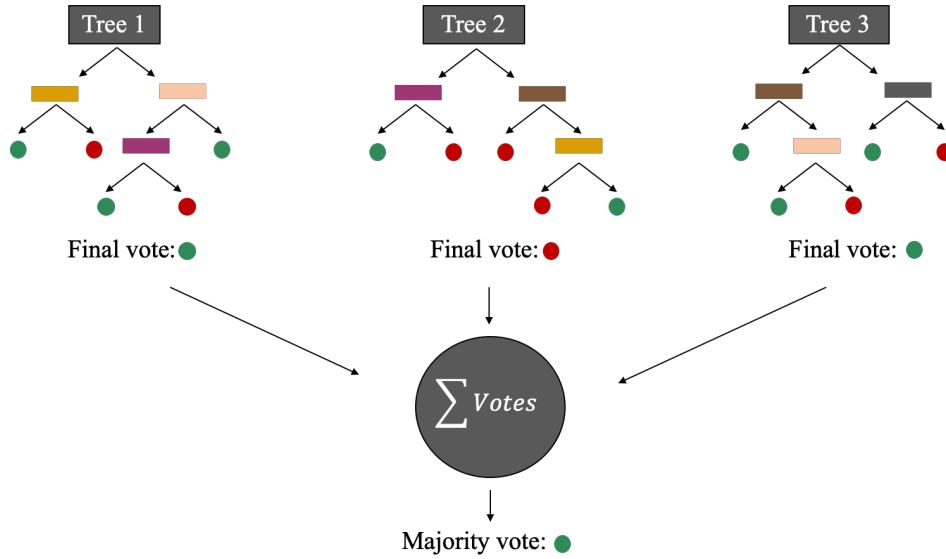 Tree 1
Tree 2
Tree 3
Final vote:
Final vote:
Final vote:
∑ Votes
Majority vote: